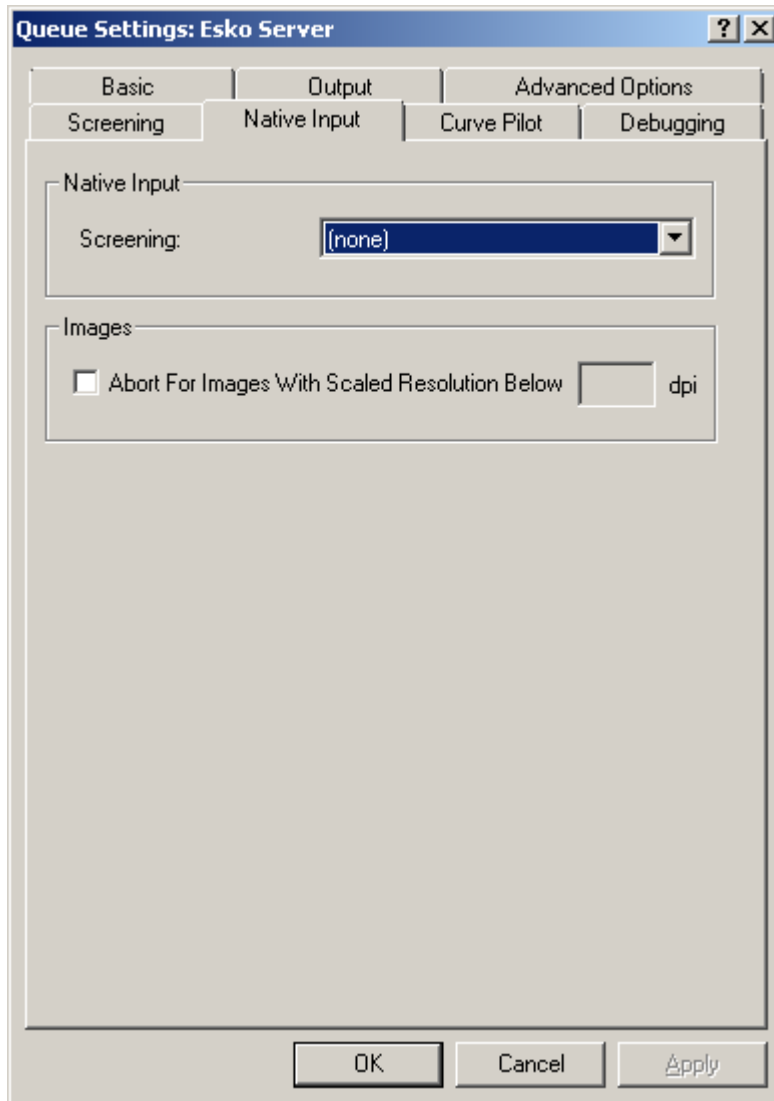 Queue Settings: Esko Server
Basic Output Advanced Options
Screening Native Input Curve Pilot Debugging
Native Input
Screening: (none)
Images
Abort For Images With Scaled Resolution Below dpi
OK Cancel Apply